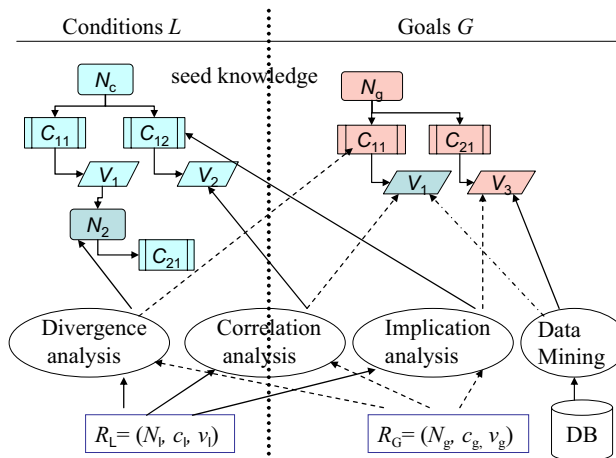 Conditions L
Goals G
seed knowledge
Nc
Ng
C11
C12
C11
C21
V1
V2
V1
V3
N2
C21
Divergence analysis
Correlation analysis
Implication analysis
Data Mining
RL= (Nl, cl, vl)
RG= (Ng, cg, vg)
DB